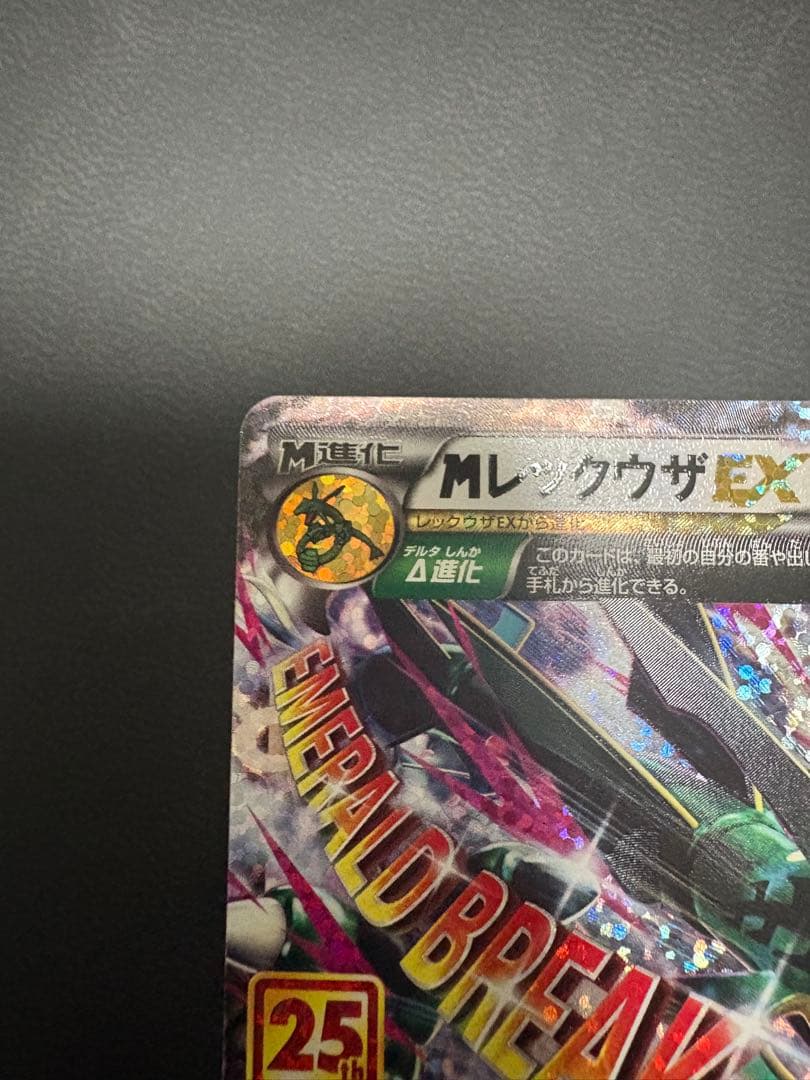 M進化
MレックウザEX
レックウザEXから進化
デルタ しんか
Δ進化
このカードは、最初の自分の番や出し
てふだ しんか
手札から進化できる。
EMERALD BREAK
25th